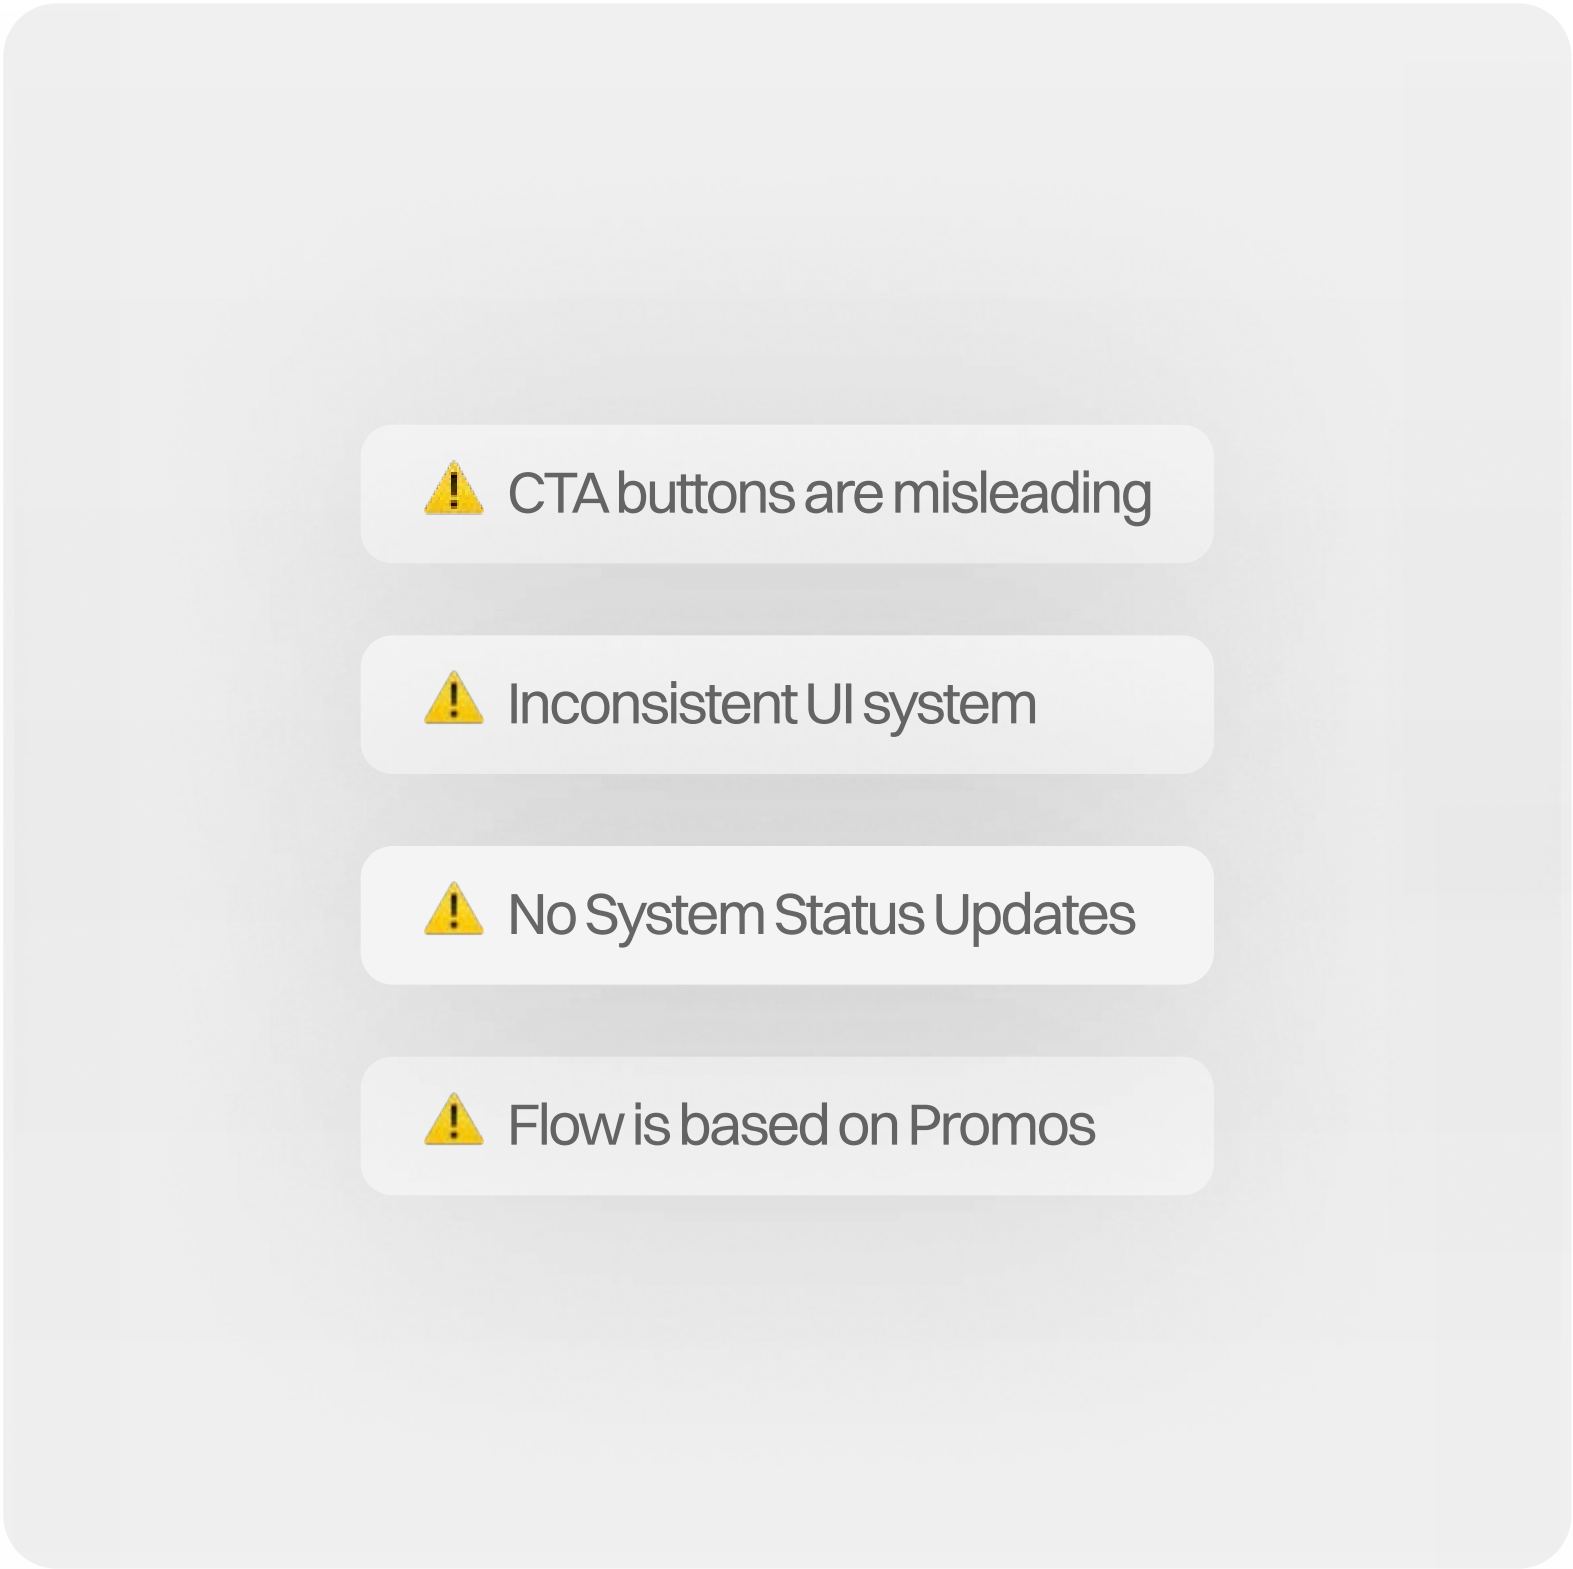 ⚠️ CTA buttons are misleading
⚠️ Inconsistent UI system
⚠️ No System Status Updates
⚠️ Flow is based on Promos